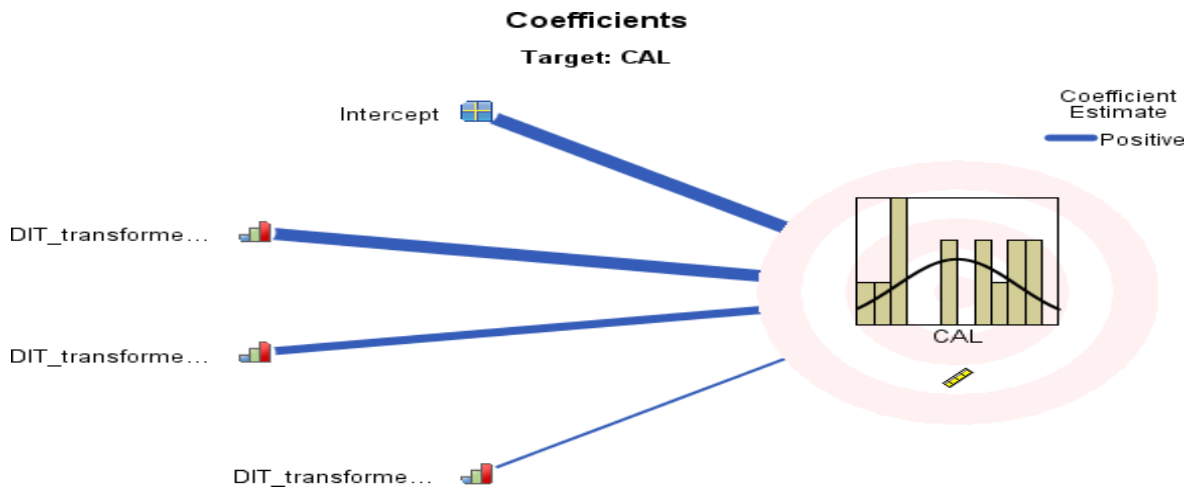 Coefficients
Target: CAL
Intercept
Coefficient
Estimate
Positive
DIT_transforme...
DIT_transforme...
CAL
DIT_transforme...